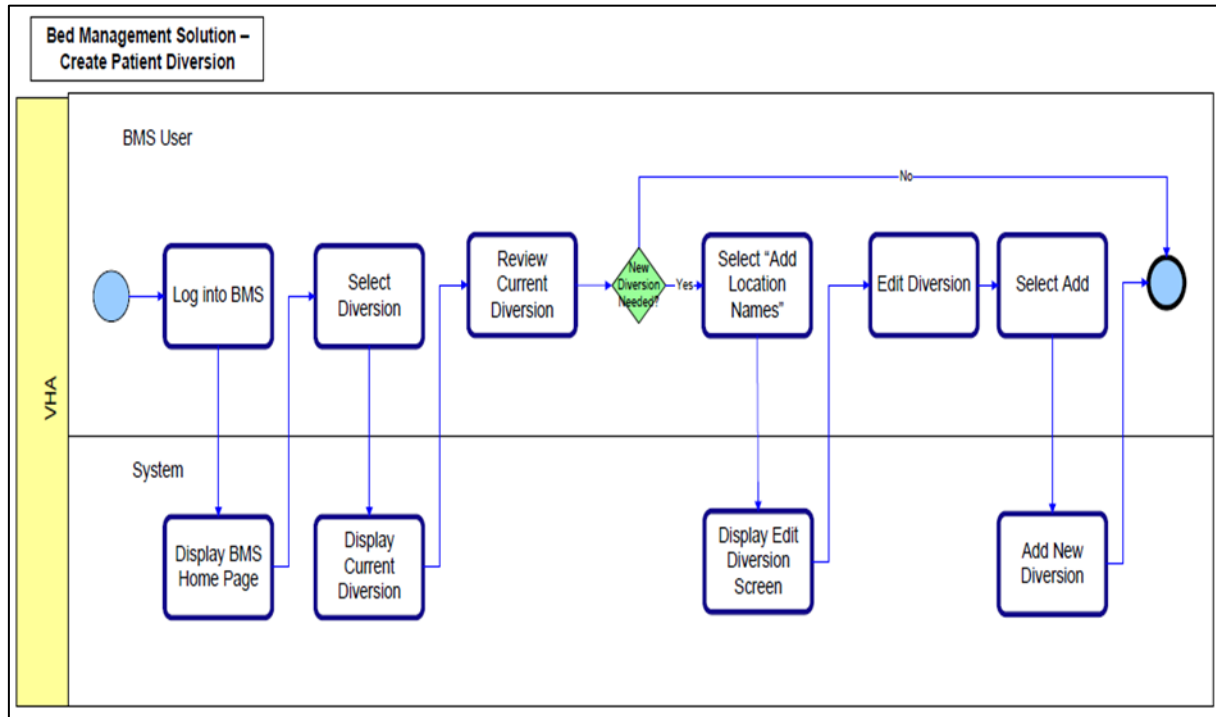 Bed Management Solution –
Create Patient Diversion
VHA
BMS User
Log into BMS
Select
Diversion
Review
Current
Diversion
New
Diversion
Needed?
No
Yes
Select “Add
Location
Names”
Edit Diversion
Select Add
System
Display BMS
Home Page
Display
Current
Diversion
Display Edit
Diversion
Screen
Add New
Diversion